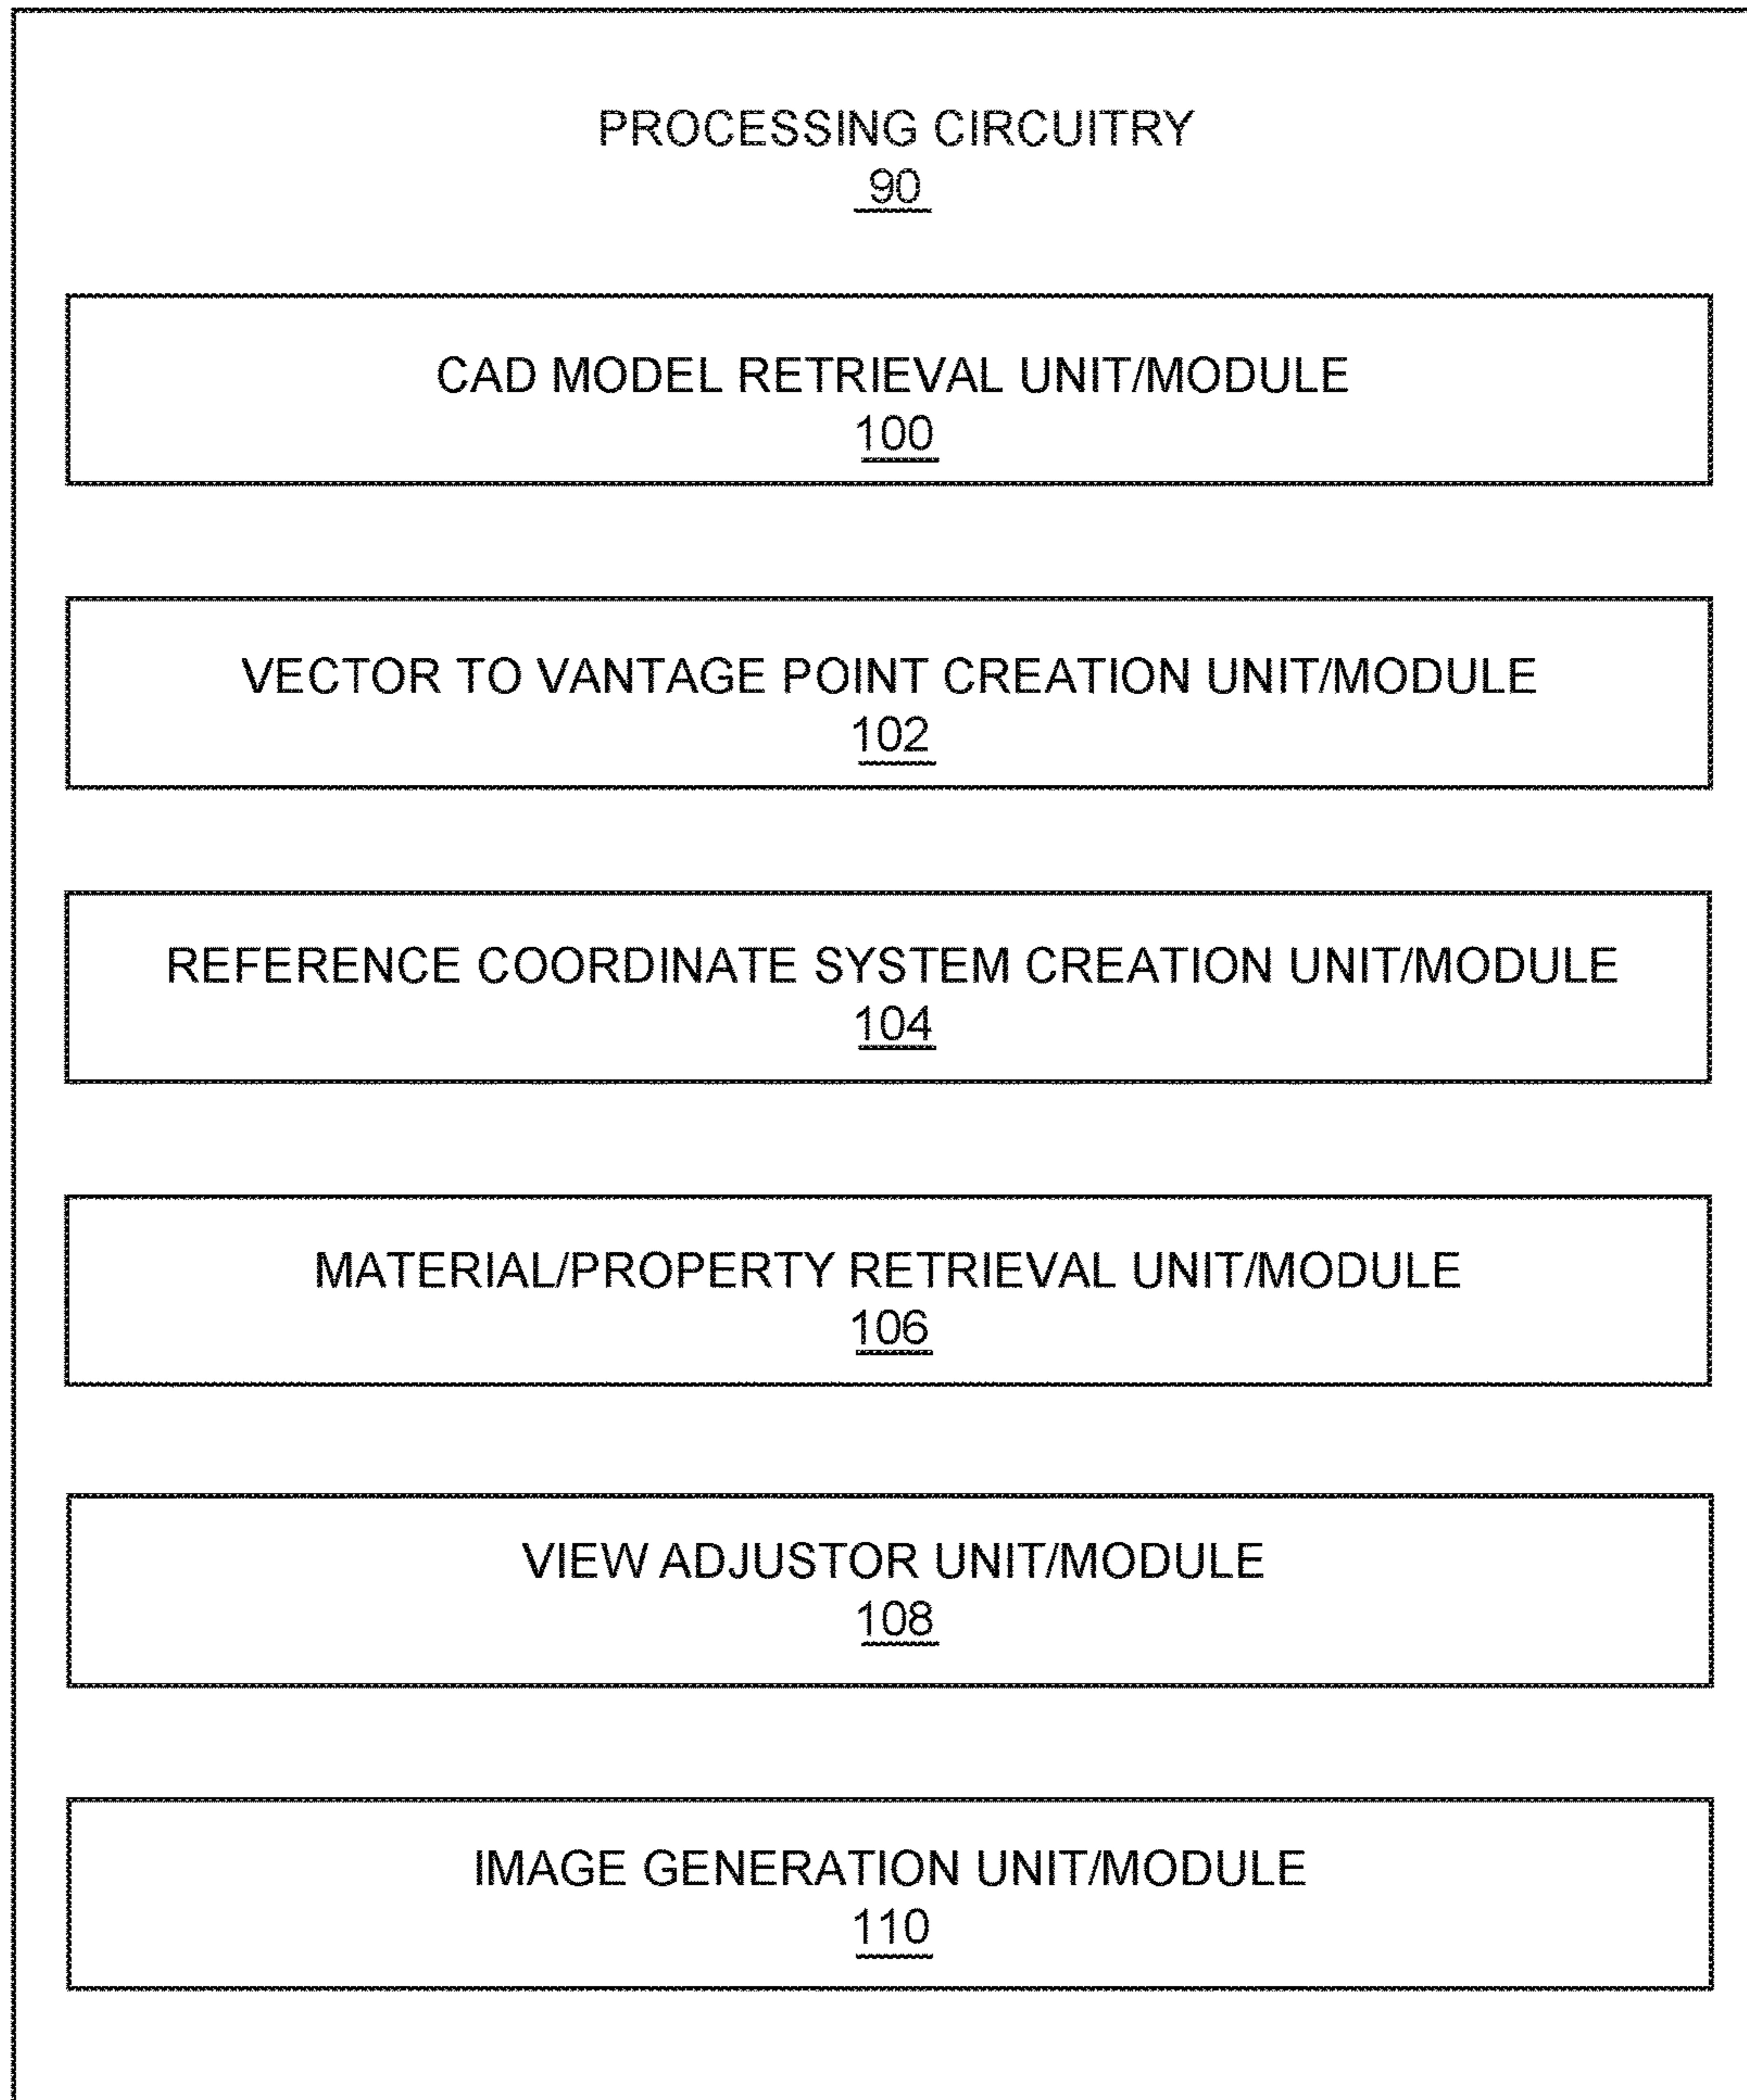 PROCESSING CIRCUITRY
90
CAD MODEL RETRIEVAL UNIT/MODULE
100
VECTOR TO VANTAGE POINT CREATION UNIT/MODULE
102
REFERENCE COORDINATE SYSTEM CREATION UNIT/MODULE
104
MATERIAL/PROPERTY RETRIEVAL UNIT/MODULE
106
VIEW ADJUSTOR UNIT/MODULE
108
IMAGE GENERATION UNIT/MODULE
110